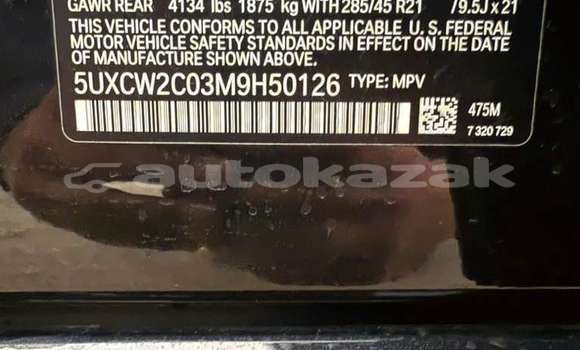 GAWR REAR 4134 lbs 1875 kg WITH 285/45 R21 /9.5J x 21
THIS VEHICLE CONFORMS TO ALL APPLICABLE U. S. FEDERAL
MOTOR VEHICLE SAFETY STANDARDS IN EFFECT ON THE DATE
OF MANUFACTURE SHOWN ABOVE.
5UXCW2C03M9H50126 TYPE: MPV
475M
7 320 729
autokazak